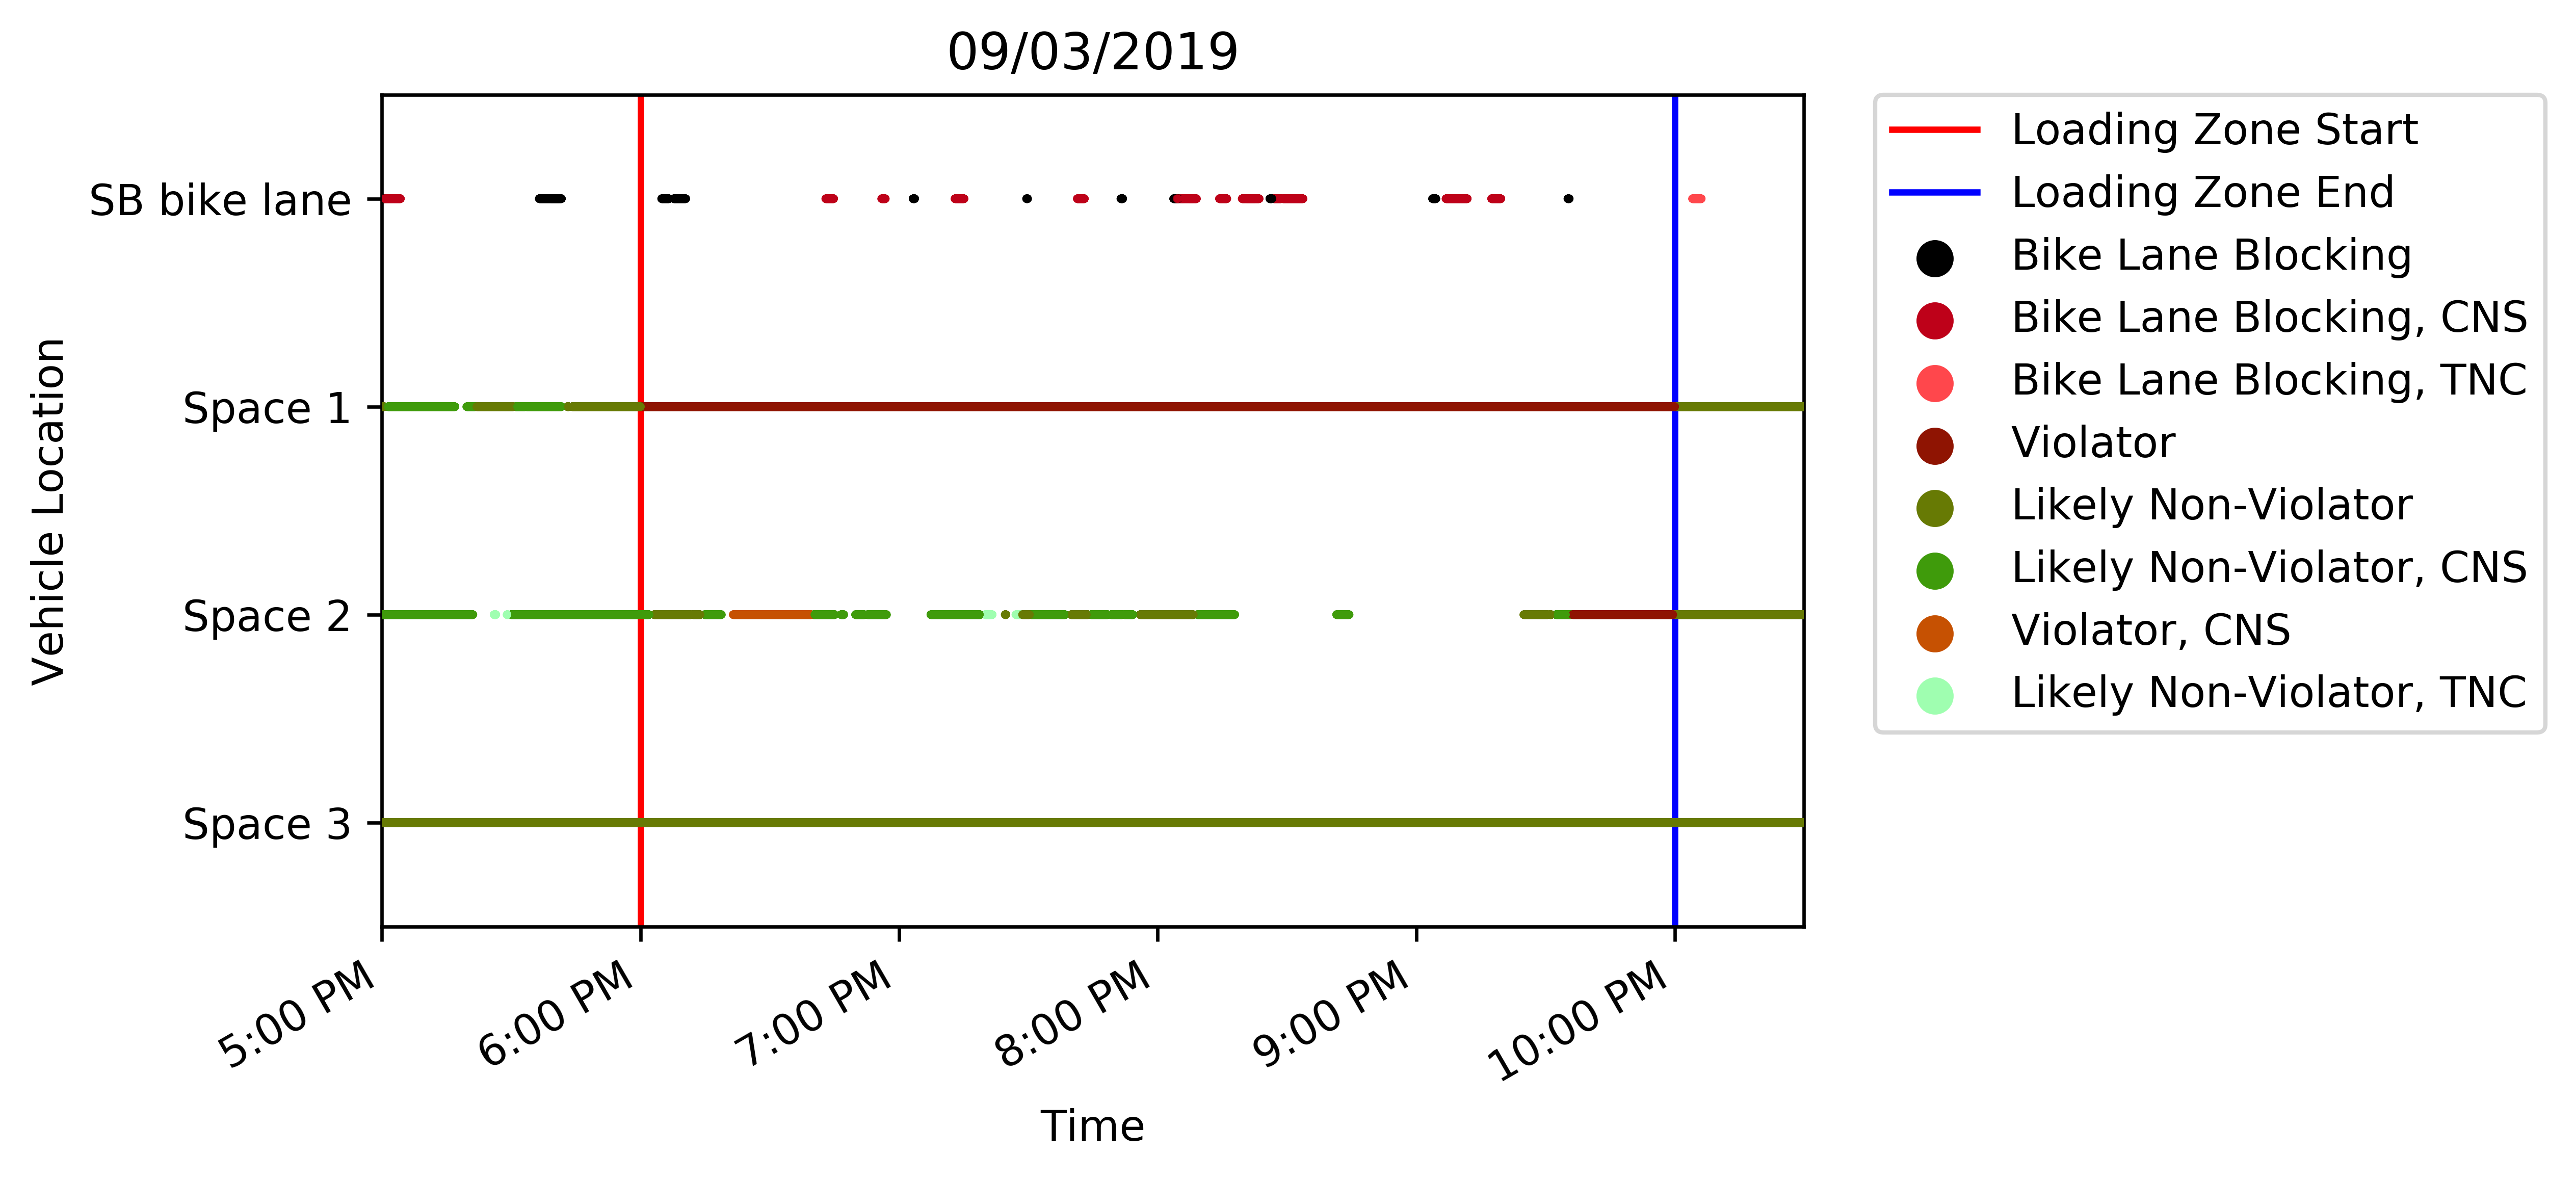 09/03/2019
SB bike lane
Space 1
Space 2
Space 3
Vehicle Location
5:00 PM
6:00 PM
7:00 PM
8:00 PM
9:00 PM
10:00 PM
Time
Loading Zone Start
Loading Zone End
Bike Lane Blocking
Bike Lane Blocking, CNS
Bike Lane Blocking, TNC
Violator
Likely Non-Violator
Likely Non-Violator, CNS
Violator, CNS
Likely Non-Violator, TNC